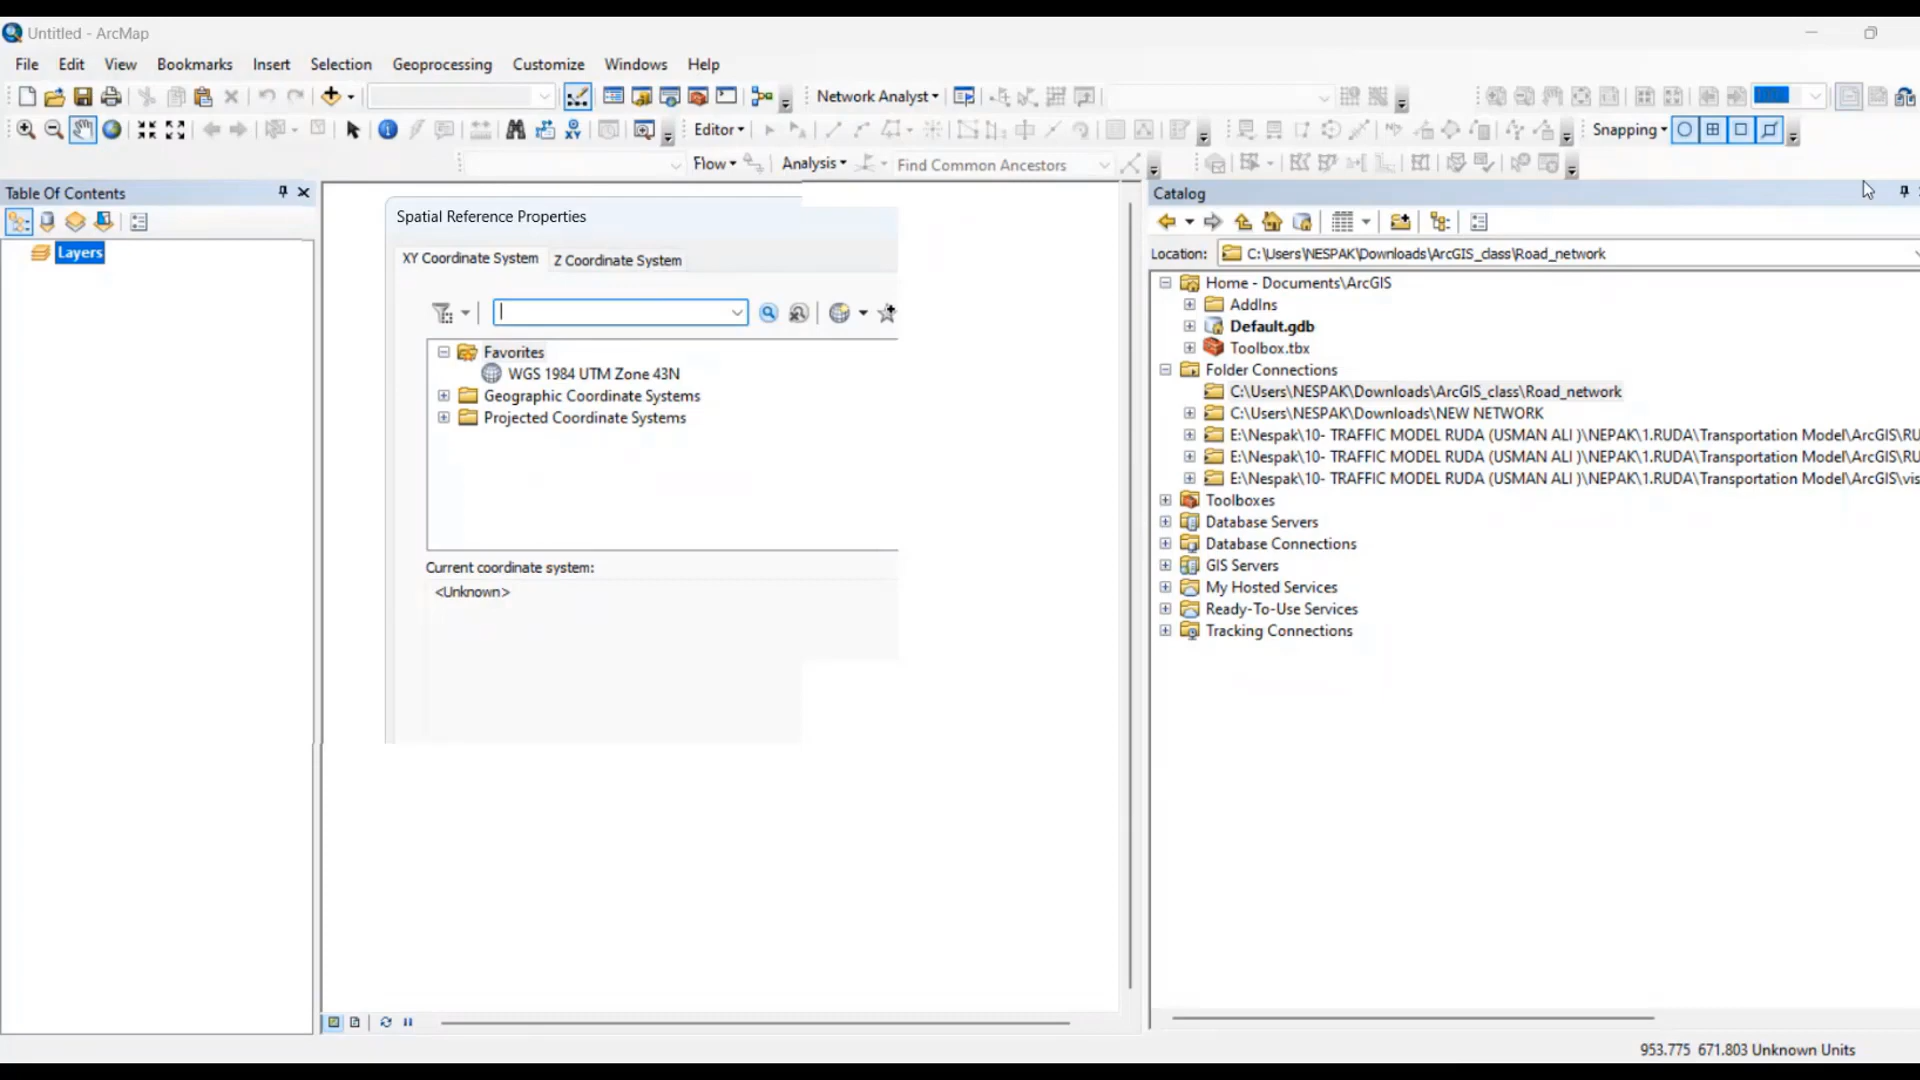 Untitled - ArcMap
File Edit View Bookmarks Insert Selection Geoprocessing Customize Windows Help
Network Analyst
Editor Snapping
Flow Analysis Find Common Ancestors
Table Of Contents
Layers
Spatial Reference Properties
XY Coordinate System Z Coordinate System
Favorites
WGS 1984 UTM Zone 43N
Geographic Coordinate Systems
Projected Coordinate Systems
Current coordinate system:
<Unknown>
Catalog
Location: C:\Users\NESPAK\Downloads\ArcGIS_class\Road_network
Home - Documents\ArcGIS
AddIns
Default.gdb
Toolbox.tbx
Folder Connections
C:\Users\NESPAK\Downloads\ArcGIS_class\Road_network
C:\Users\NESPAK\Downloads\NEW NETWORK
E:\Nespak\10- TRAFFIC MODEL RUDA (USMAN ALI )\NEPAK\1.RUDA\Transportation Model\ArcGIS\RU
E:\Nespak\10- TRAFFIC MODEL RUDA (USMAN ALI )\NEPAK\1.RUDA\Transportation Model\ArcGIS\RU
E:\Nespak\10- TRAFFIC MODEL RUDA (USMAN ALI )\NEPAK\1.RUDA\Transportation Model\ArcGIS\vis
Toolboxes
Database Servers
Database Connections
GIS Servers
My Hosted Services
Ready-To-Use Services
Tracking Connections
953.775 671.803 Unknown Units